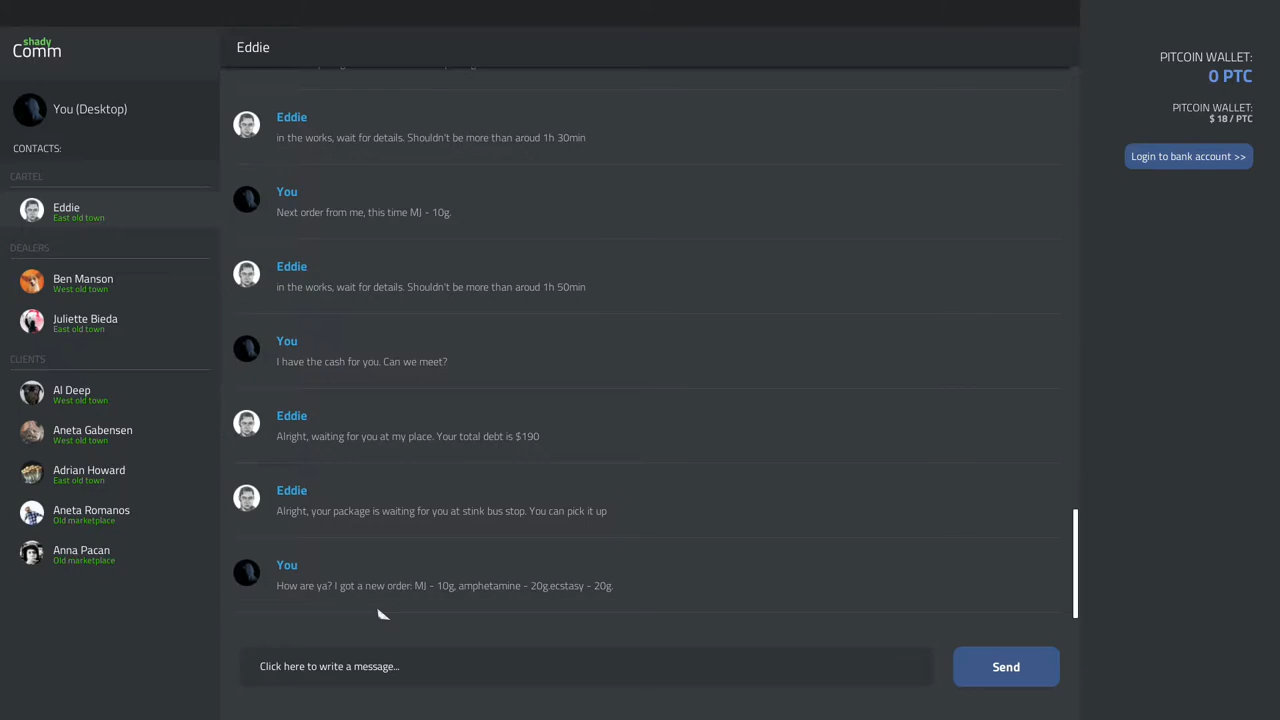 shady
Comm
Eddie
PITCOIN WALLET:
0 PTC
PITCOIN WALLET:
$ 18 / PTC
Login to bank account >>
You (Desktop)
CONTACTS:
CARTEL
Eddie
East old town
DEALERS
Ben Manson
West old town
Juliette Bieda
East old town
CLIENTS
Al Deep
West old town
Aneta Gabensen
West old town
Adrian Howard
East old town
Aneta Romanos
Old marketplace
Anna Pacan
Old marketplace
Eddie
in the works, wait for details. Shouldn't be more than aroud 1h 30min
You
Next order from me, this time MJ - 10g.
Eddie
in the works, wait for details. Shouldn't be more than aroud 1h 50min
You
I have the cash for you. Can we meet?
Eddie
Alright, waiting for you at my place. Your total debt is $190
Eddie
Alright, your package is waiting for you at stink bus stop. You can pick it up
You
How are ya? I got a new order: MJ - 10g, amphetamine - 20g.ecstasy - 20g.
Click here to write a message...
Send